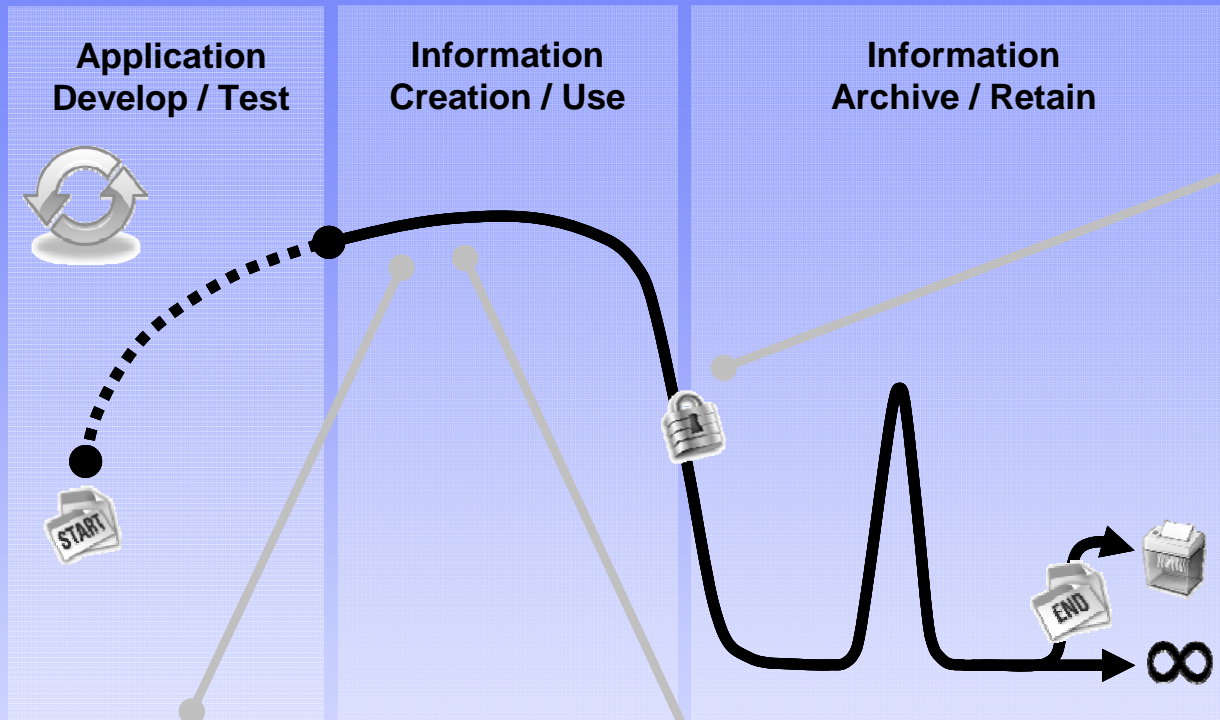 Application
Develop / Test
Information
Creation / Use
Information
Archive / Retain
START
END
∞